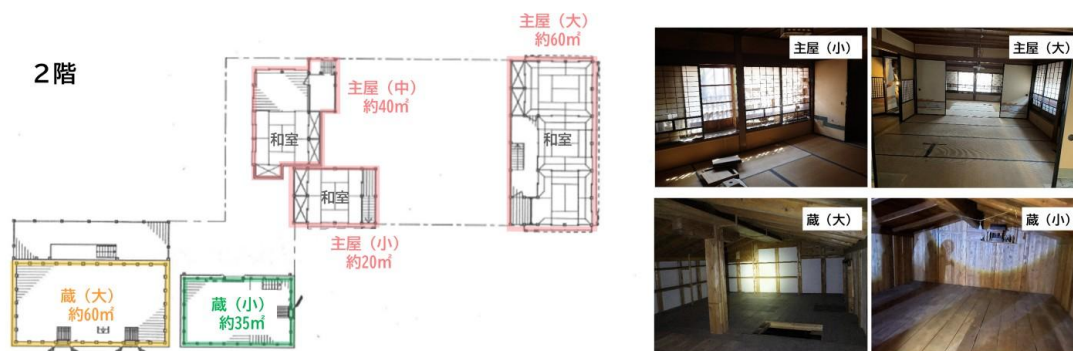 2階
主屋（大）
約60㎡
主屋（中）
約40㎡
和室
和室
和室
主屋（小）
約20㎡
蔵（大）
約60㎡
蔵（小）
約35㎡
主屋（小）
主屋（大）
蔵（大）
蔵（小）